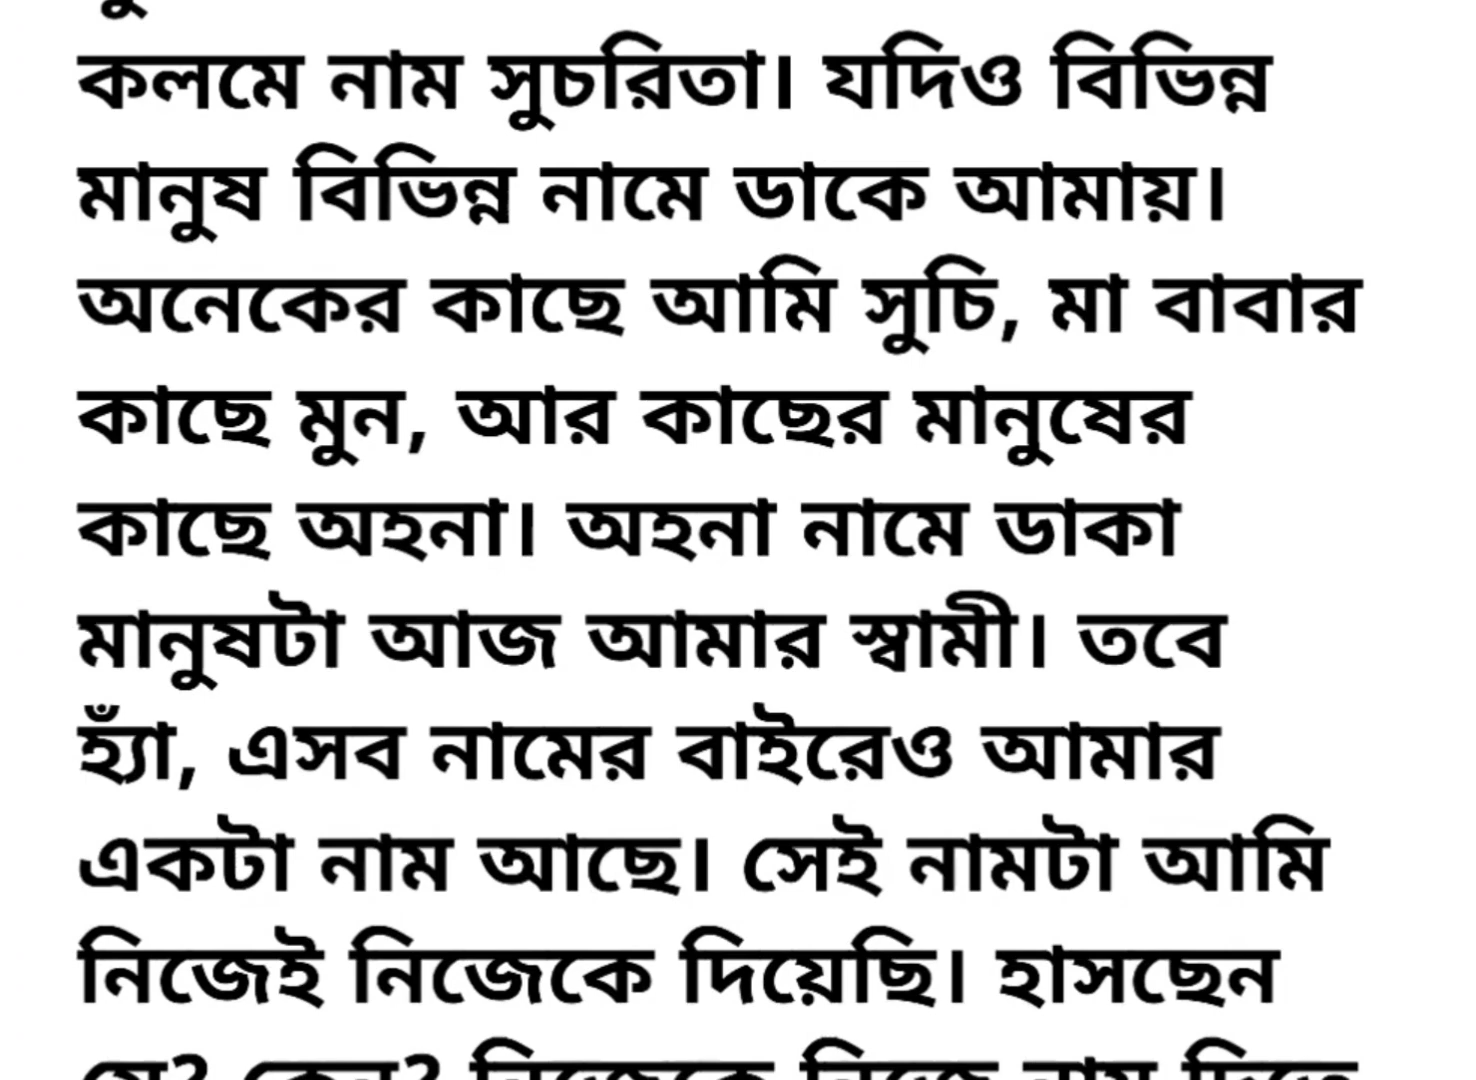 কলমে নাম সুচরিতা। যদিও বিভিন্ন
মানুষ বিভিন্ন নামে ডাকে আমায়।
অনেকের কাছে আমি সুচি, মা বাবার
কাছে মুন, আর কাছের মানুষের
কাছে অহনা। অহনা নামে ডাকা
মানুষটা আজ আমার স্বামী। তবে
হ্যাঁ, এসব নামের বাইরেও আমার
একটা নাম আছে। সেই নামটা আমি
নিজেই নিজেকে দিয়েছি। হাসছেন
যে? কেন? নিজেকে নিজে নাম দিতে